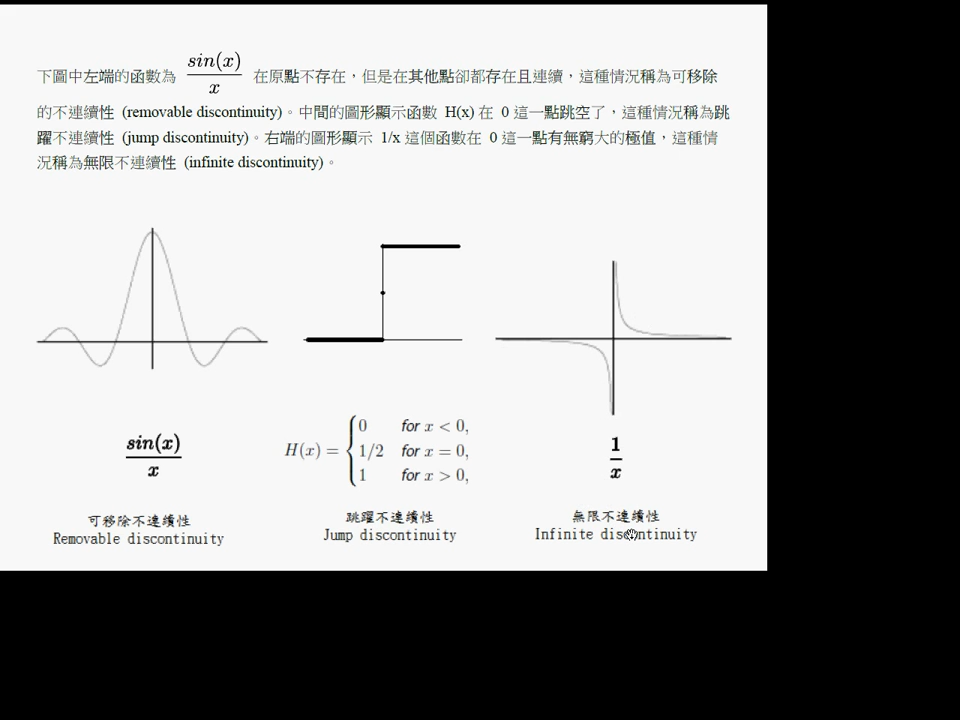 下圖中左端的函數為 sin(x)/x 在原點不存在，但是在其他點卻都存在且連續，這種情況稱為可移除
的不連續性 (removable discontinuity)。中間的圖形顯示函數 H(x) 在 0 這一點跳空了，這種情況稱為跳
躍不連續性 (jump discontinuity)。右端的圖形顯示 1/x 這個函數在 0 這一點有無窮大的極值，這種情
況稱為無限不連續性 (infinite discontinuity)。
sin(x)/x
H(x) = { 0 for x < 0,
1/2 for x = 0,
1 for x > 0,
1/x
可移除不連續性
Removable discontinuity
跳躍不連續性
Jump discontinuity
無限不連續性
Infinite discontinuity